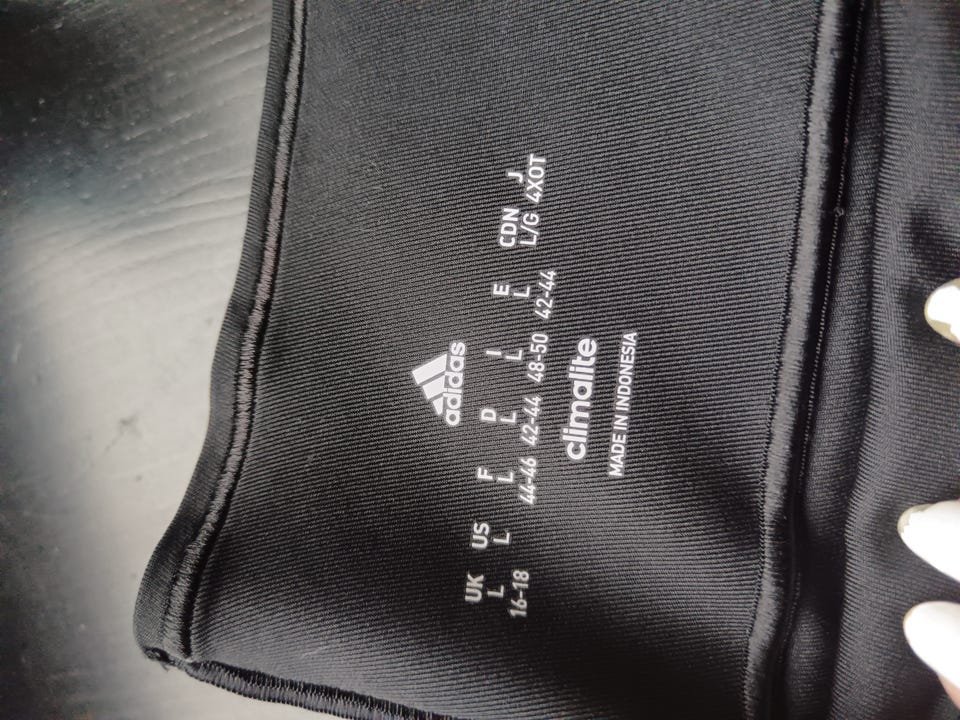 adidas
UK US F D I E CDN J
L L L L L L L/G 4XOT
16-18 44-46 42-44 48-50 42-44
climalite
MADE IN INDONESIA